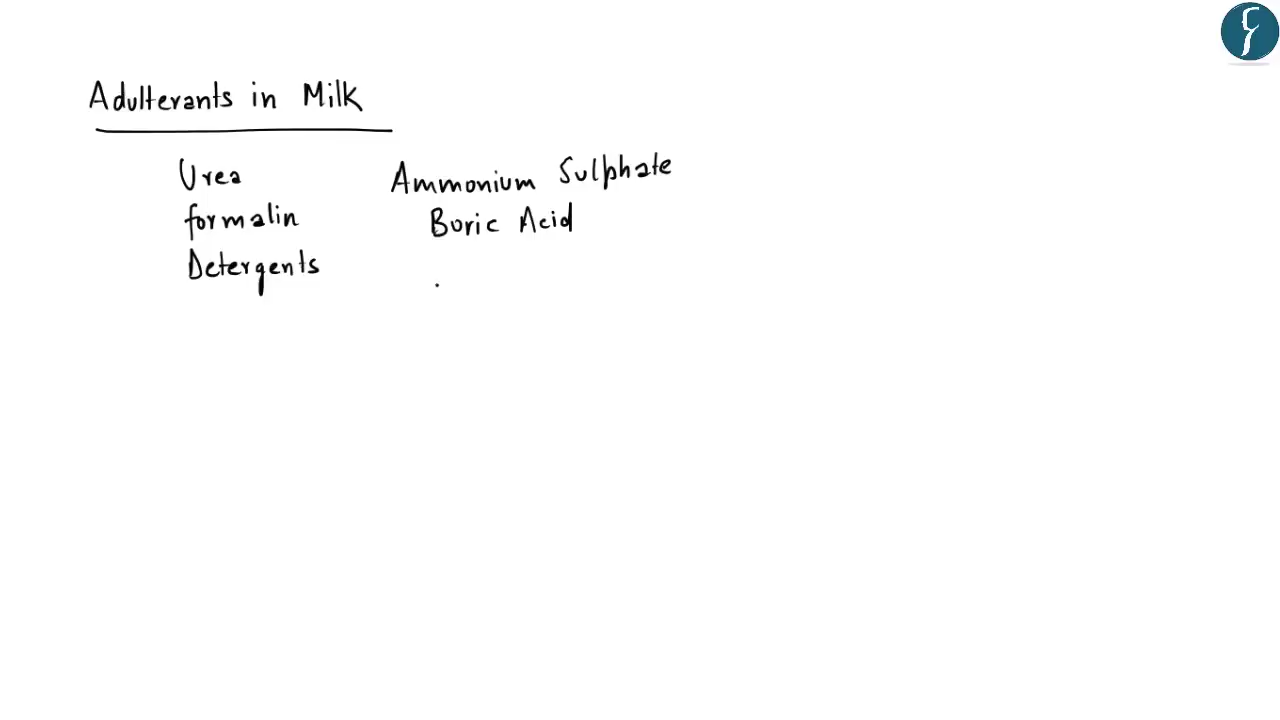 Adulterants in Milk
Urea
formalin
Detergents
Ammonium Sulphate
Boric Acid